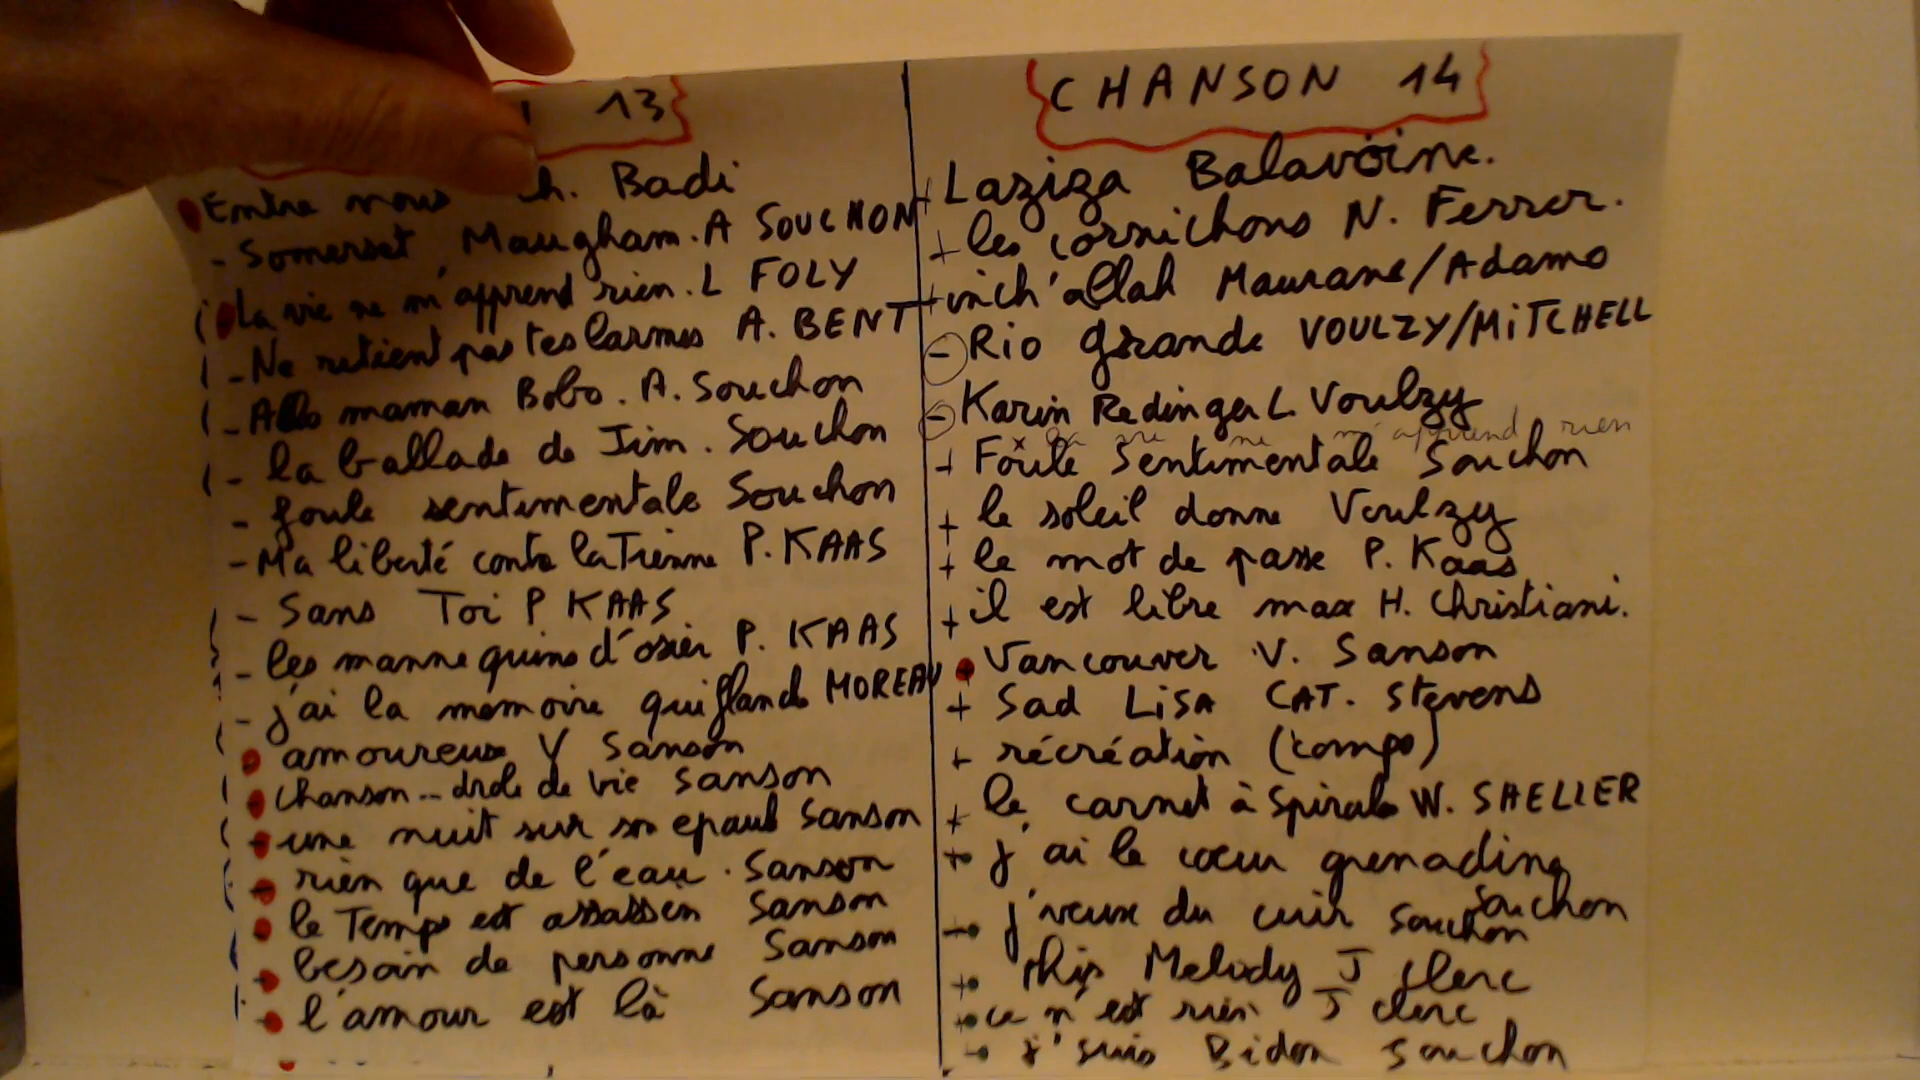 13
Entre nous Ch. Badi
- Somerset Maugham. A SOUCHON
La vie ne m'apprend rien. L FOLY
- Ne retient pas tes larmes A. BENT
- Allo maman Bobo. A. Souchon
- la ballade de Jim. Souchon
- foule sentimentale Souchon
- Ma liberté contre la Tienne P. KAAS
- Sans Toi P KAAS
- les mannequins d'osier P. KAAS
- j'ai la memoire qui flanche MOREAU
amoureuse V Sanson
Chanson .. drole de vie Sanson
une nuit sur son epaule Sanson
rien que de l'eau. Sanson
le Temps est assassin Sanson
besoin de personne Sanson
l'amour est là Sanson
CHANSON 14
+ Laziza Balavoine.
+ les cornichons N. Ferrer.
+ inch'allah Maurane/Adamo
- Rio Grande VOULZY/MiTCHELL
- Karin Redinger L. Voulzy
ne m'apprend rien
+ Foule Sentimentale Souchon
+ le soleil donne Voulzy
+ le mot de passe P. Kaas
+ il est libre max H. Christiani.
Vancouver V. Sanson
+ Sad LiSA CAT. Stevens
+ récréation (comps)
+ le carnet à Spirale W. SHELLER
+ j'ai le cœur grenadine Souchon
j'veux du cuir Souchon
+ This Melody J Clerc
+ ce n'est rien J clerc
j'suis Bidon Souchon